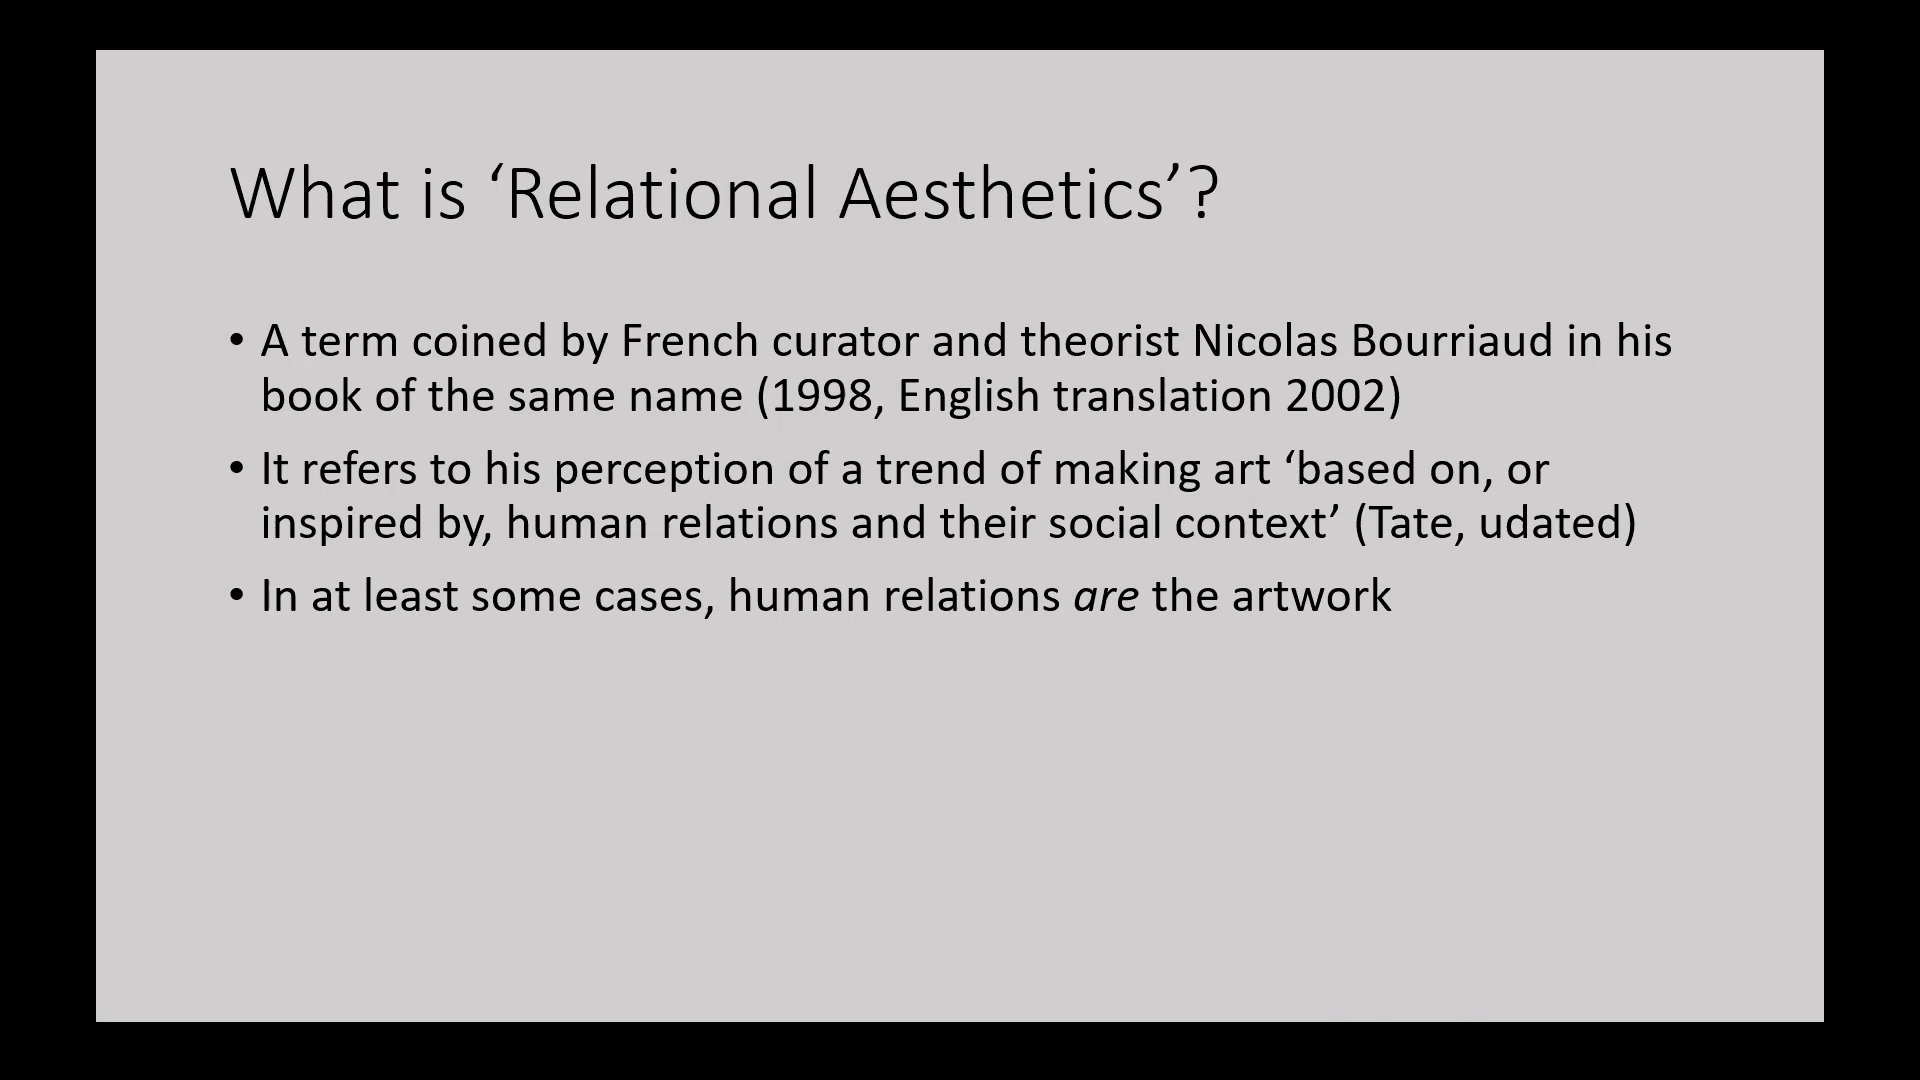 What is ‘Relational Aesthetics’?
• A term coined by French curator and theorist Nicolas Bourriaud in his
book of the same name (1998, English translation 2002)
• It refers to his perception of a trend of making art ‘based on, or
inspired by, human relations and their social context’ (Tate, udated)
• In at least some cases, human relations are the artwork